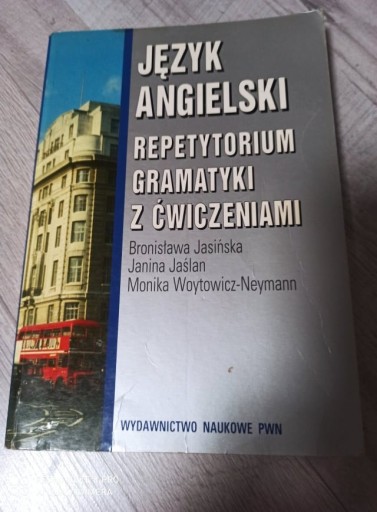 JĘZYK
ANGIELSKI
REPETYTORIUM
GRAMATYKI
Z ĆWICZENIAMI
Bronisława Jasińska
Janina Jaślan
Monika Woytowicz-Neymann
WYDAWNICTWO NAUKOWE PWN